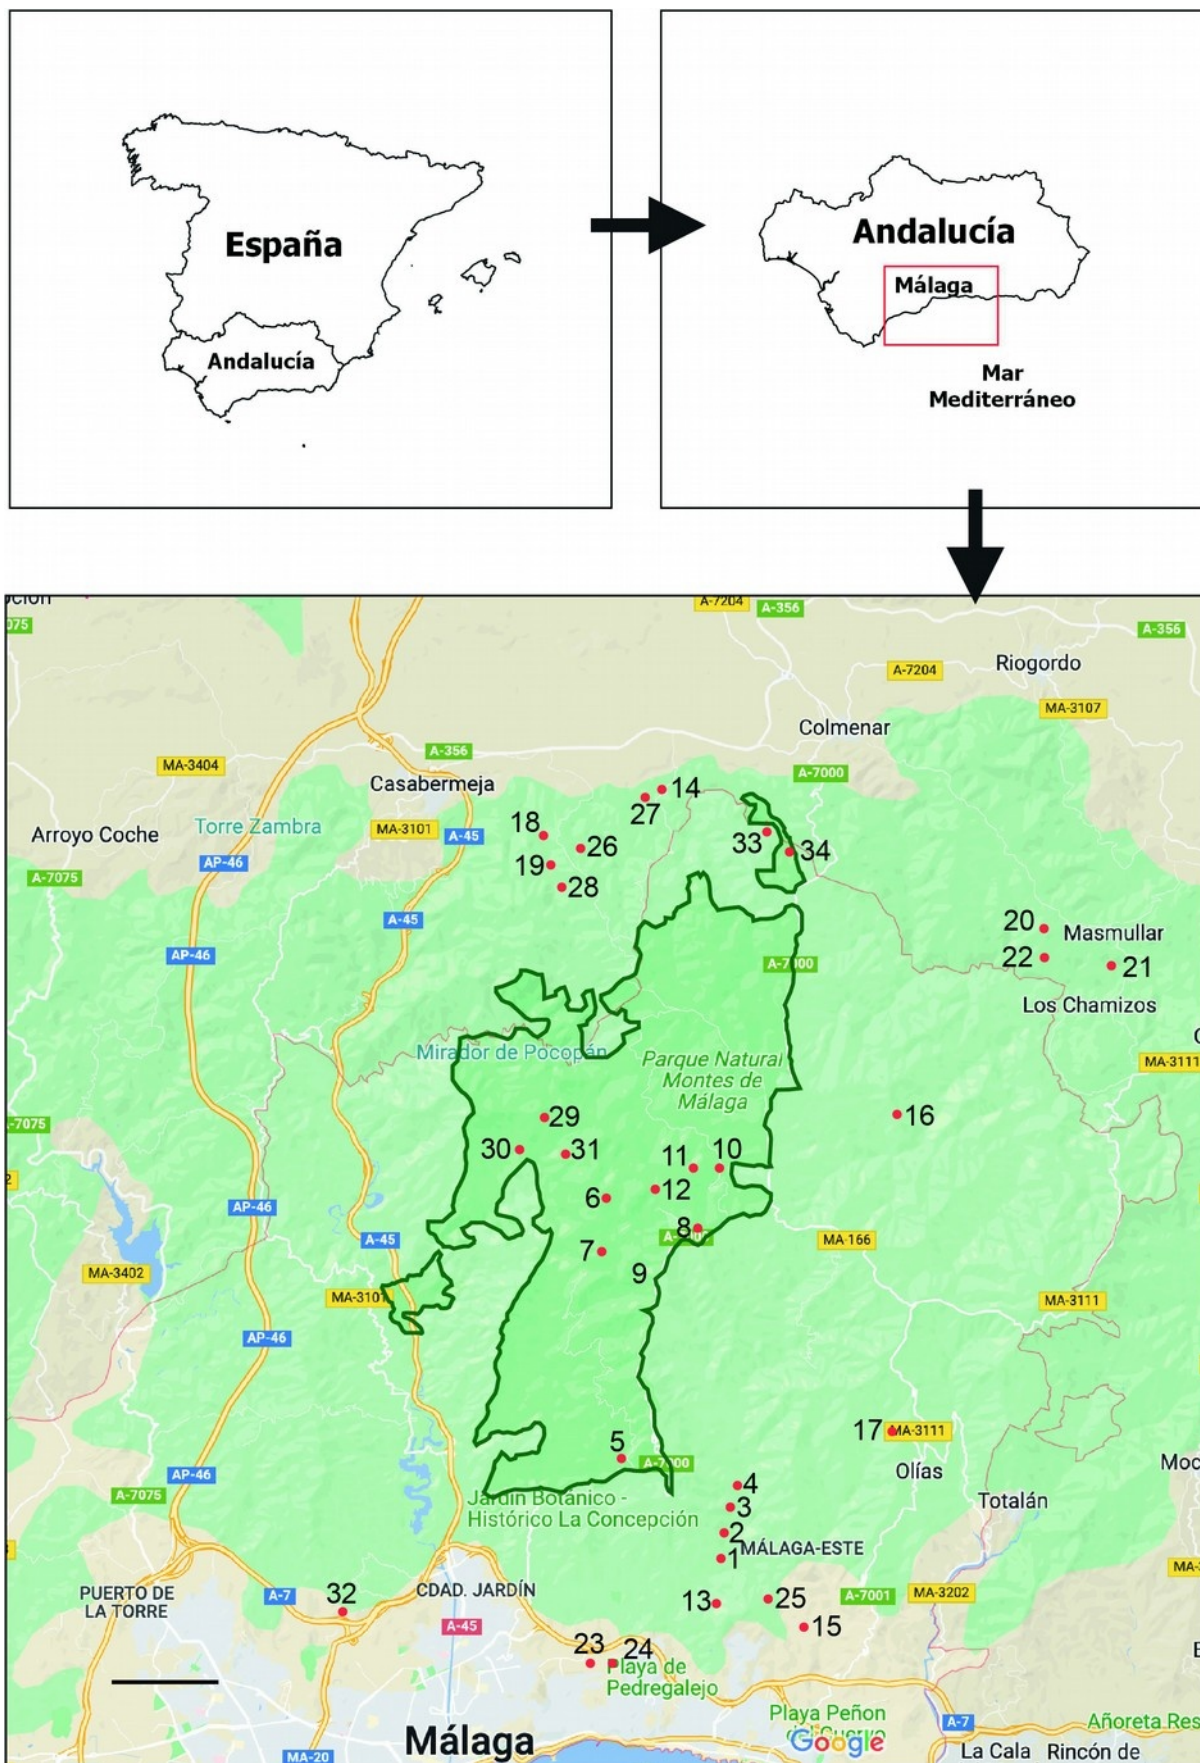 España
Andalucía
Andalucía
Málaga
Mar
Mediterráneo
A-7204
A-356
075
A-356
Riogordo
A-7204
MA-3107
Colmenar
A-356
MA-3404
A-7000
Casabermeja
14
27
Arroyo Coche
Torre Zambra
MA-3101
A-45
18
26
33
34
AP-46
19
A-7075
28
A-45
20
Masmullar
AP-46
A-7000
22
21
Los Chamizos
Mirador de Pocopán
Parque Natural
Montes de
Málaga
MA-3111
29
16
-7075
30
31
11
10
12
6
AP-46
8
A-45
7
MA-166
MA-3402
9
MA-3101
MA-3111
AP-46
17
MA-3111
5
A-7000
AP-46
Olías
A-7075
4
Jardín Botánico -
Histórico La Concepción
3
Totalán
2
MÁLAGA-ESTE
1
PUERTO DE
LA TORRE
A-7
32
CDAD. JARDÍN
13
25
A-7001
MA-3202
A-45
15
23
24
Playa de
Pedregalejo
Playa Peñon
del Cuervo
Google
Málaga
A-7
MA-20
La Cala
Rincón de